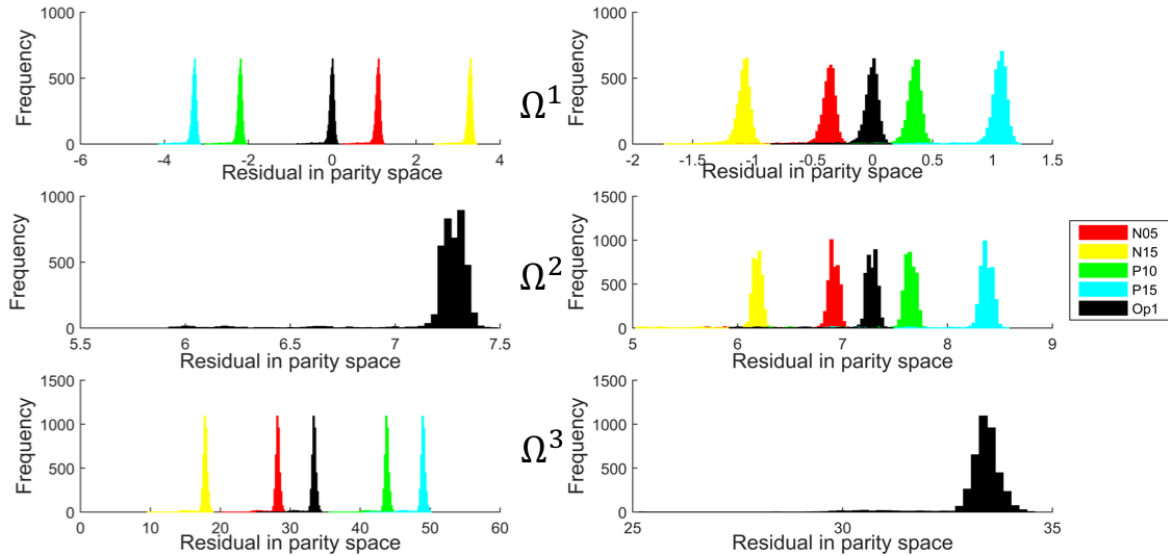 1000
500
0
Frequency
-6 -4 -2 0 2 4
Residual in parity space
Ω¹
1000
500
0
Frequency
-2 -1.5 -1 -0.5 0 0.5 1 1.5
Residual in parity space
1000
500
0
Frequency
5.5 6 6.5 7 7.5
Residual in parity space
Ω²
1500
1000
500
0
Frequency
5 6 7 8 9
Residual in parity space
N05
N15
P10
P15
Op1
1500
1000
500
0
Frequency
0 10 20 30 40 50 60
Residual in parity space
Ω³
1500
1000
500
0
Frequency
25 30 35
Residual in parity space